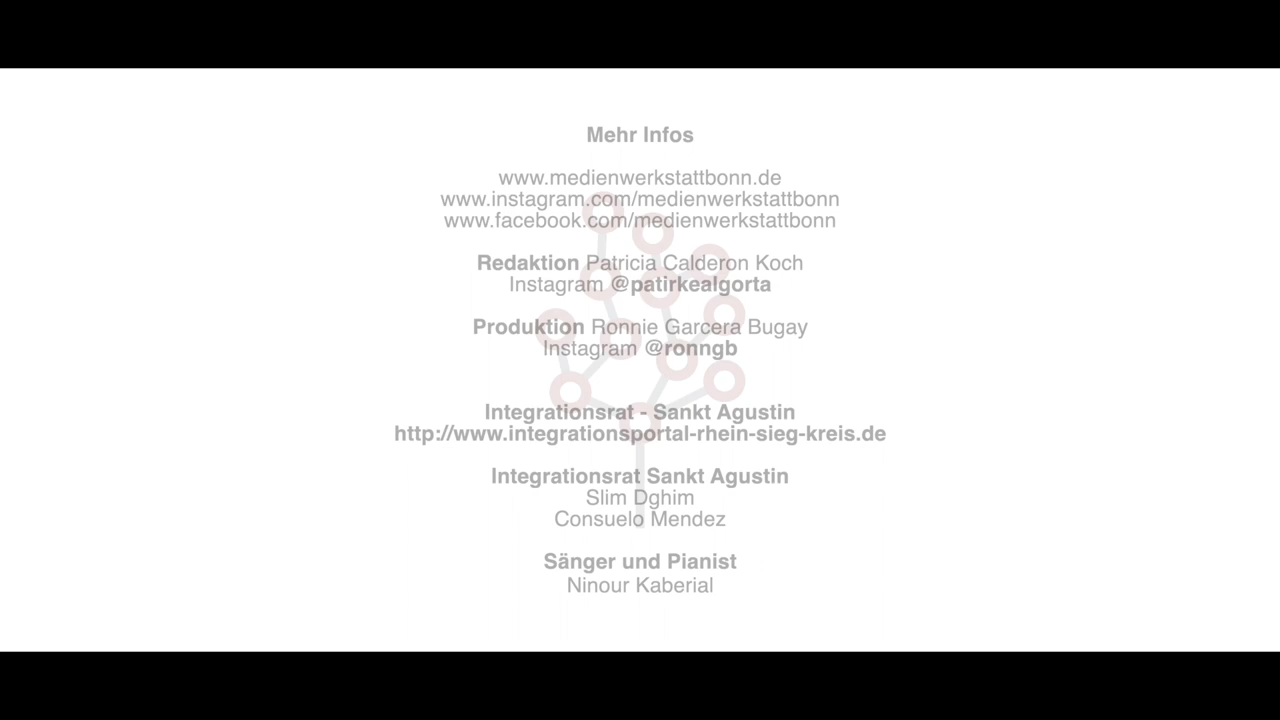 Mehr Infos
www.medienwerkstattbonn.de
www.instagram.com/medienwerkstattbonn
www.facebook.com/medienwerkstattbonn
Redaktion Patricia Calderon Koch
Instagram @patirkealgorta
Produktion Ronnie Garcera Bugay
Instagram @ronngb
Integrationsrat - Sankt Agustin
http://www.integrationsportal-rhein-sieg-kreis.de
Integrationsrat Sankt Agustin
Slim Dghim
Consuelo Mendez
Sänger und Pianist
Ninour Kaberial